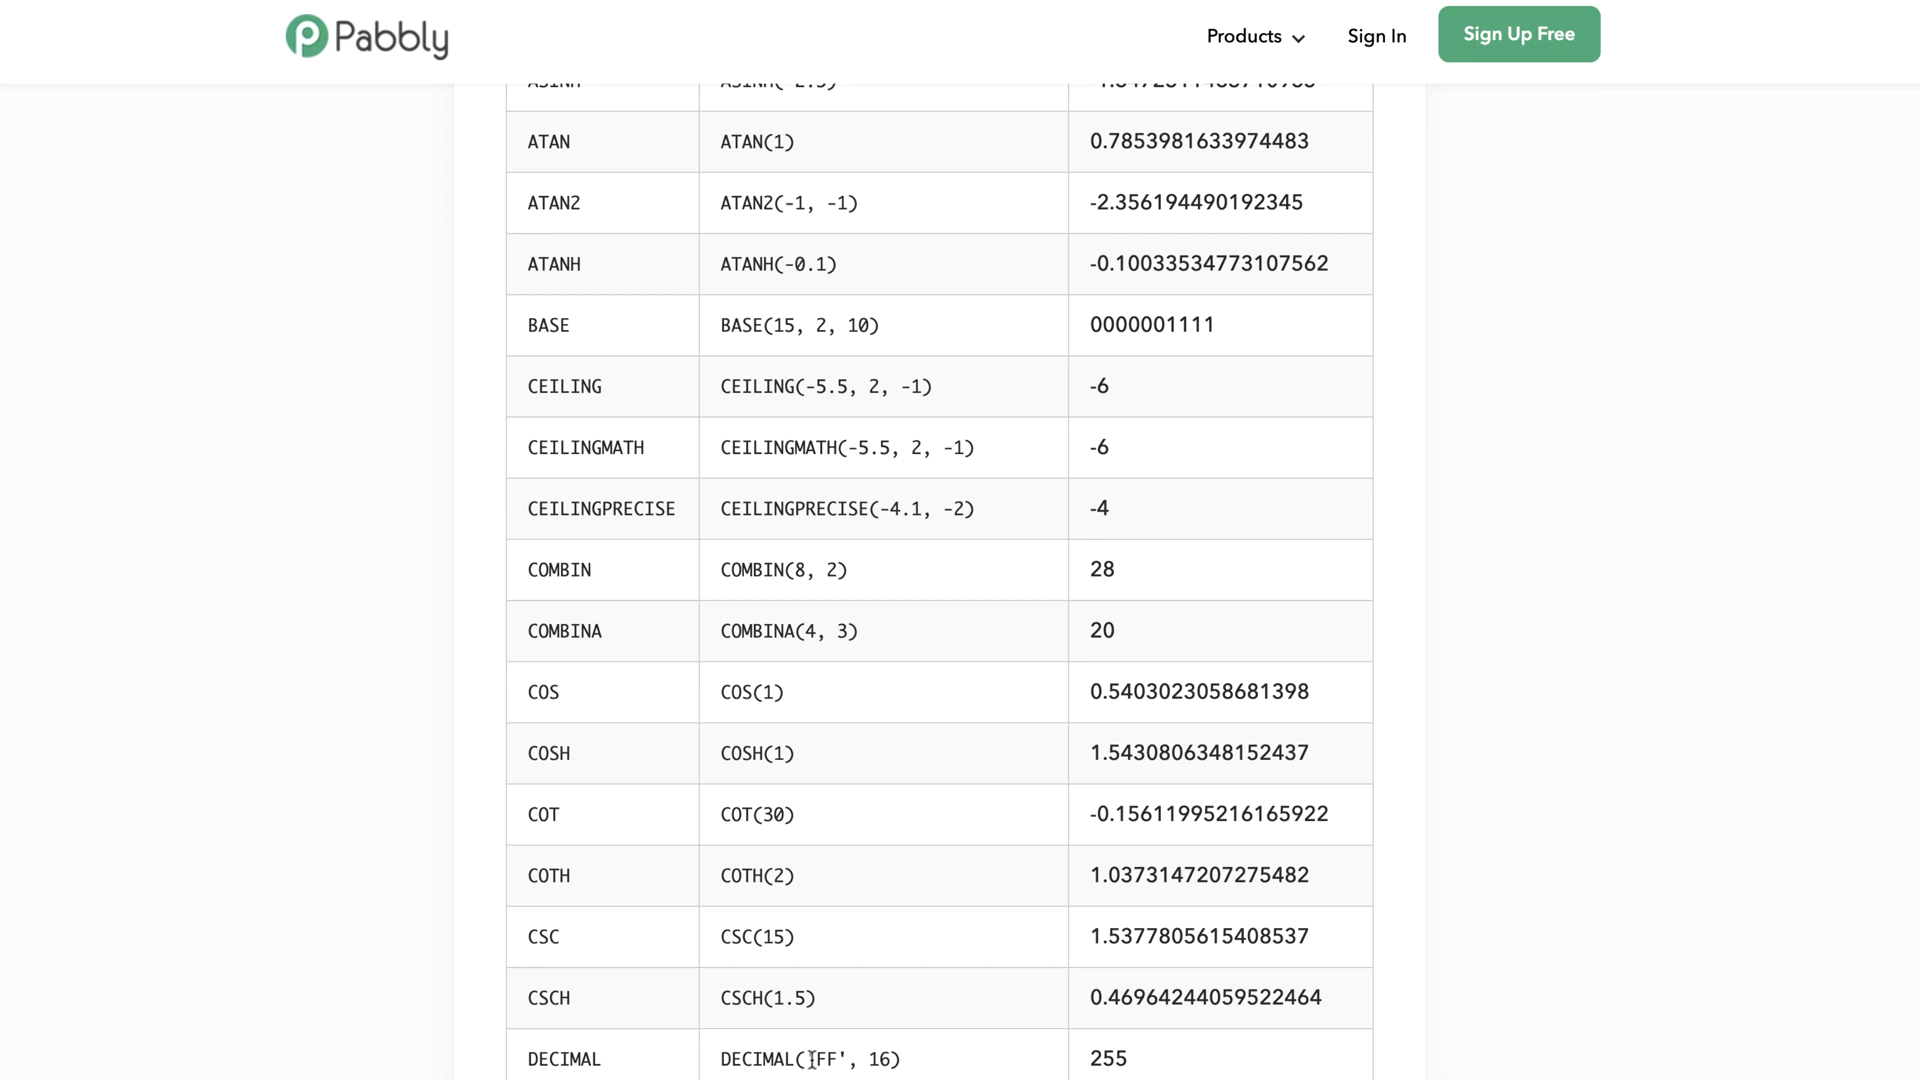 Pabbly
Products Sign In Sign Up Free
ATAN ATAN(1) 0.7853981633974483
ATAN2 ATAN2(-1, -1) -2.356194490192345
ATANH ATANH(-0.1) -0.10033534773107562
BASE BASE(15, 2, 10) 0000001111
CEILING CEILING(-5.5, 2, -1) -6
CEILINGMATH CEILINGMATH(-5.5, 2, -1) -6
CEILINGPRECISE CEILINGPRECISE(-4.1, -2) -4
COMBIN COMBIN(8, 2) 28
COMBINA COMBINA(4, 3) 20
COS COS(1) 0.5403023058681398
COSH COSH(1) 1.5430806348152437
COT COT(30) -0.15611995216165922
COTH COTH(2) 1.0373147207275482
CSC CSC(15) 1.5377805615408537
CSCH CSCH(1.5) 0.46964244059522464
DECIMAL DECIMAL('FF', 16) 255